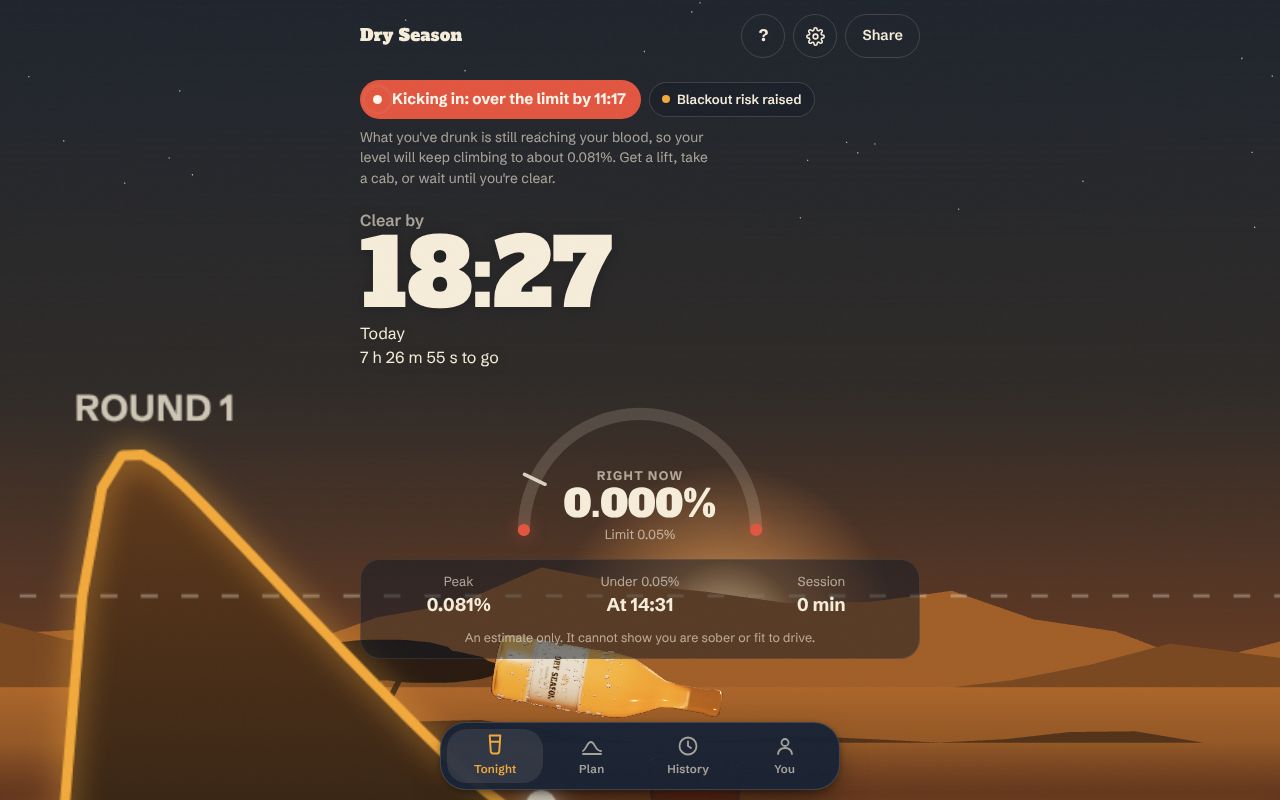 Dry Season
?
Share
Kicking in: over the limit by 11:17
Blackout risk raised
What you've drunk is still reaching your blood, so your
level will keep climbing to about 0.081%. Get a lift, take
a cab, or wait until you're clear.
Clear by
18:27
Today
7 h 26 m 55 s to go
ROUND 1
RIGHT NOW
0.000%
Limit 0.05%
Peak
0.081%
Under 0.05%
At 14:31
Session
0 min
An estimate only. It cannot show you are sober or fit to drive.
DRY SEASON
Tonight
Plan
History
You